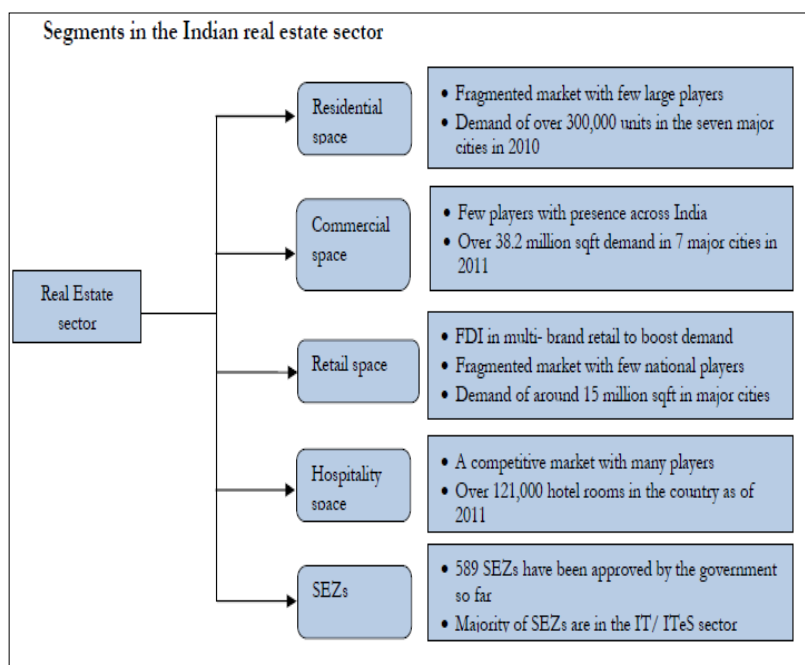 Segments in the Indian real estate sector
Real Estate
sector
Residential
space
• Fragmented market with few large players
• Demand of over 300,000 units in the seven major
cities in 2010
Commercial
space
• Few players with presence across India
• Over 38.2 million sqft demand in 7 major cities in
2011
Retail space
• FDI in multi- brand retail to boost demand
• Fragmented market with few national players
• Demand of around 15 million sqft in major cities
Hospitality
space
• A competitive market with many players
• Over 121,000 hotel rooms in the country as of
2011
SEZs
• 589 SEZs have been approved by the government
so far
• Majority of SEZs are in the IT/ ITeS sector